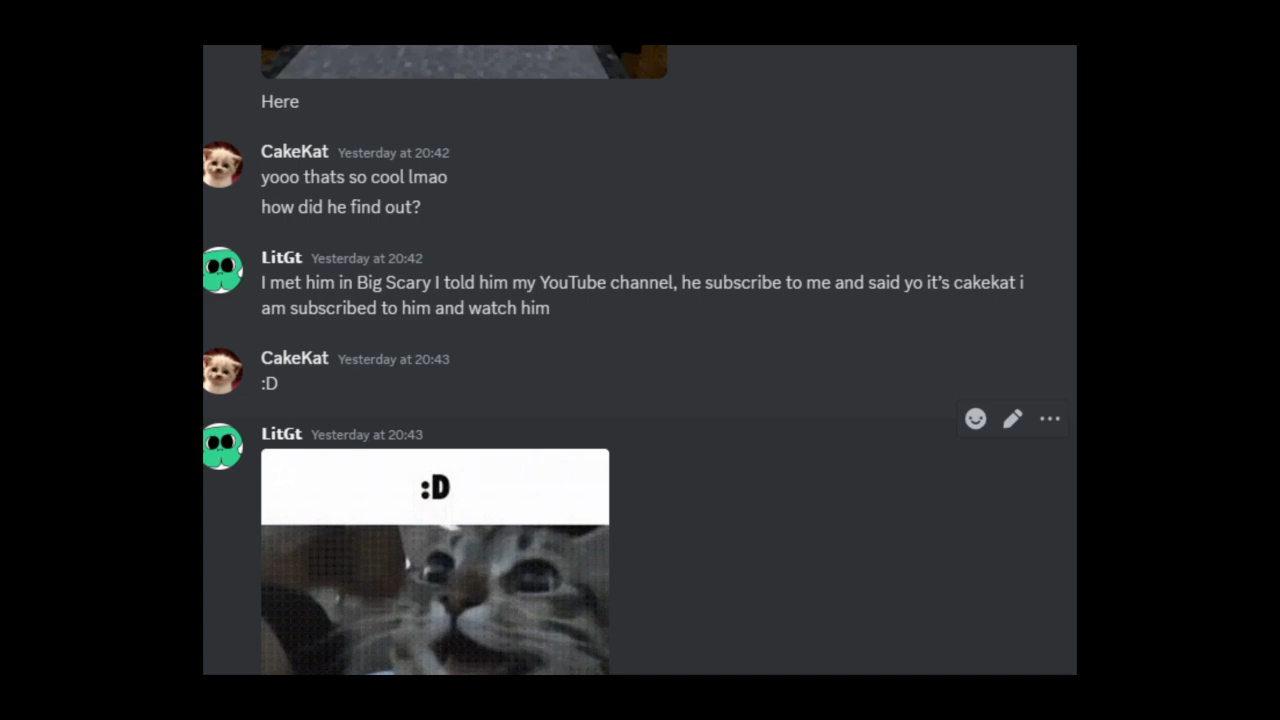 Here
CakeKat Yesterday at 20:42
yooo thats so cool lmao
how did he find out?
LitGt Yesterday at 20:42
I met him in Big Scary I told him my YouTube channel, he subscribe to me and said yo it’s cakekat i
am subscribed to him and watch him
CakeKat Yesterday at 20:43
:D
LitGt Yesterday at 20:43
:D